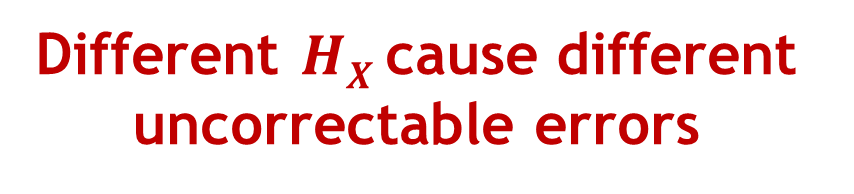 Different H_X cause different
uncorrectable errors